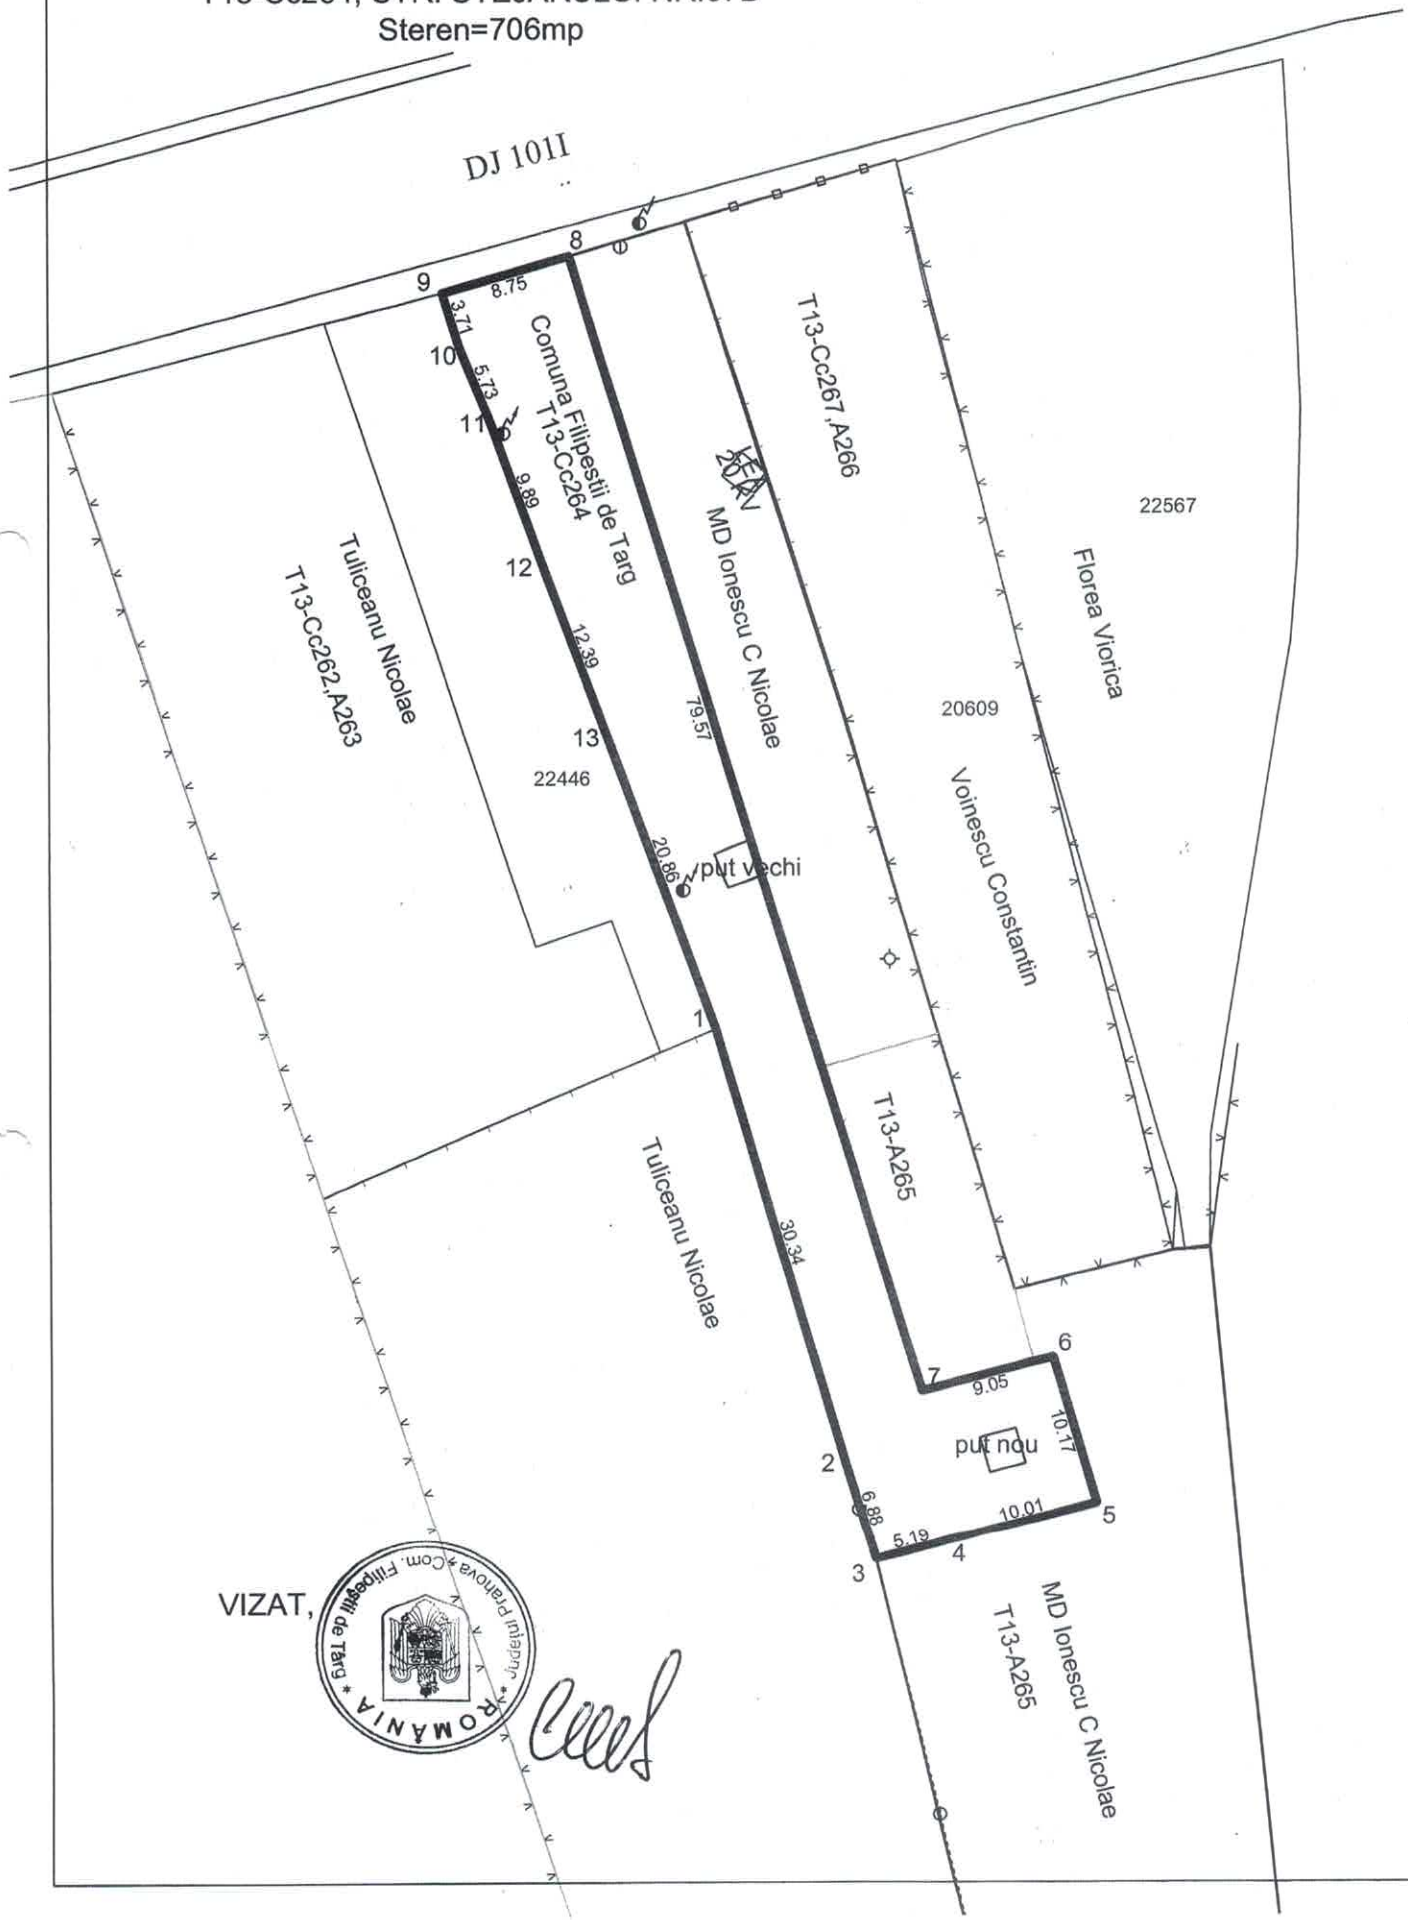 Steren=706mp
DJ 101I
8
9
8.75
3.71
10
5.73
11
Comuna Filipestii de Targ
T13-Cc264
T13-Cc267,A266
9.89
12
20 KV
22567
MD Ionescu C Nicolae
Tuliceanu Nicolae
T13-Cc262,A263
Florea Viorica
12.39
13
79.57
20609
22446
Voinescu Constantin
20.86
put vechi
1
T13-A265
Tuliceanu Nicolae
30.34
6
7
9.05
10.17
put nou
2
6.88
10.01
5
5.19
4
3
VIZAT,
ROMÂNIA * Judeţul Prahova * Com. Filipeştii de Târg *
MD Ionescu C Nicolae
T13-A265